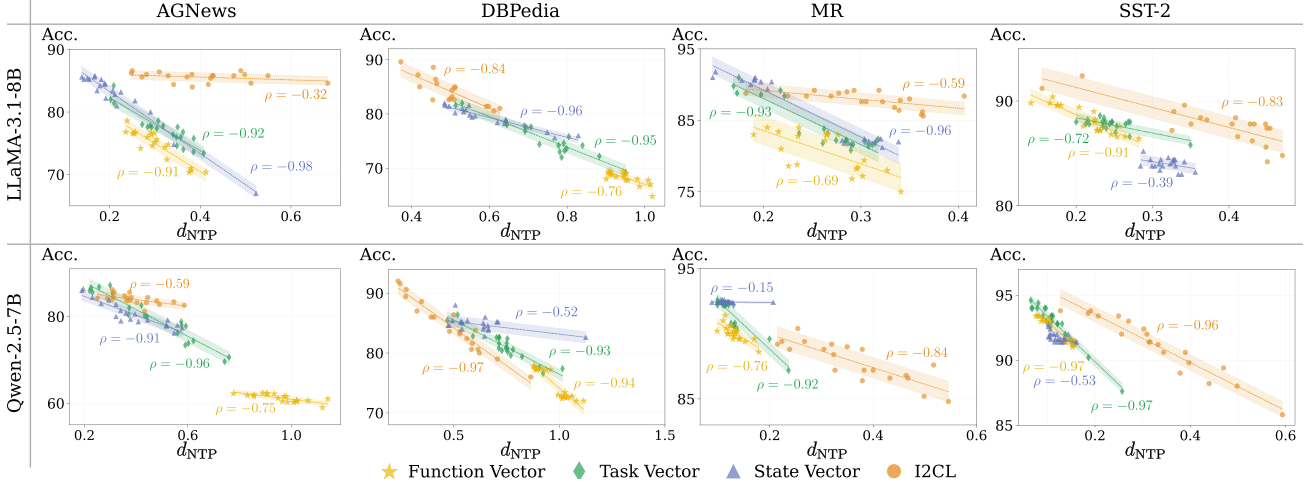 AGNews DBPedia MR SST-2
LLaMA-3.1-8B
Acc. Acc. Acc. Acc.
90
80
70
0.2 0.4 0.6
d_NTP
ρ = −0.32
ρ = −0.92
ρ = −0.98
ρ = −0.91
90
80
70
0.4 0.6 0.8 1.0
d_NTP
ρ = −0.84
ρ = −0.96
ρ = −0.95
ρ = −0.76
95
85
75
0.2 0.3 0.4
d_NTP
ρ = −0.59
ρ = −0.93
ρ = −0.96
ρ = −0.69
90
80
0.2 0.3 0.4
d_NTP
ρ = −0.83
ρ = −0.72
ρ = −0.91
ρ = −0.39
Qwen-2.5-7B
Acc. Acc. Acc. Acc.
80
60
0.2 0.6 1.0
d_NTP
ρ = −0.59
ρ = −0.91
ρ = −0.96
ρ = −0.75
90
80
70
0.5 1.0 1.5
d_NTP
ρ = −0.52
ρ = −0.93
ρ = −0.97
ρ = −0.94
95
85
0.2 0.4 0.6
d_NTP
ρ = −0.15
ρ = −0.84
ρ = −0.76
ρ = −0.92
95
90
85
0.2 0.4 0.6
d_NTP
ρ = −0.96
ρ = −0.97
ρ = −0.53
ρ = −0.97
Function Vector Task Vector State Vector I2CL